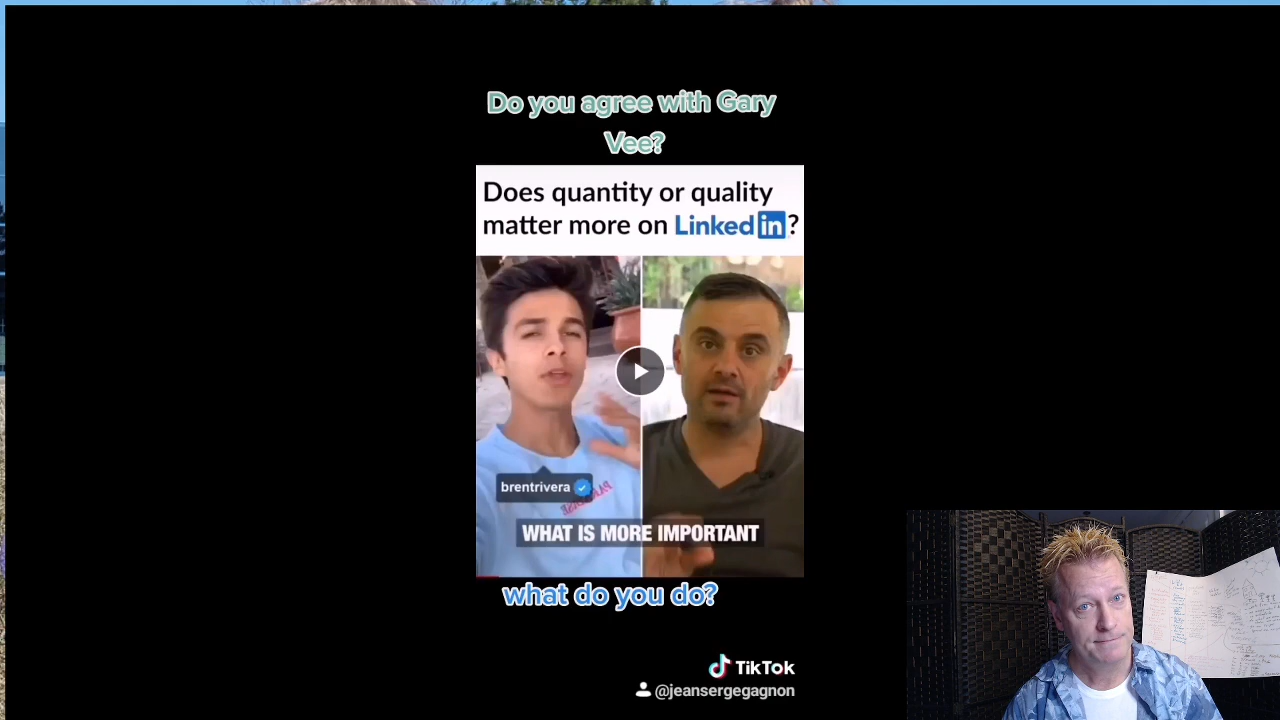 Do you agree with Gary
Vee?
Does quantity or quality
matter more on Linkedin?
brentrivera
PARADISE
WHAT IS MORE IMPORTANT
what do you do?
TikTok
@jeansergegagnon